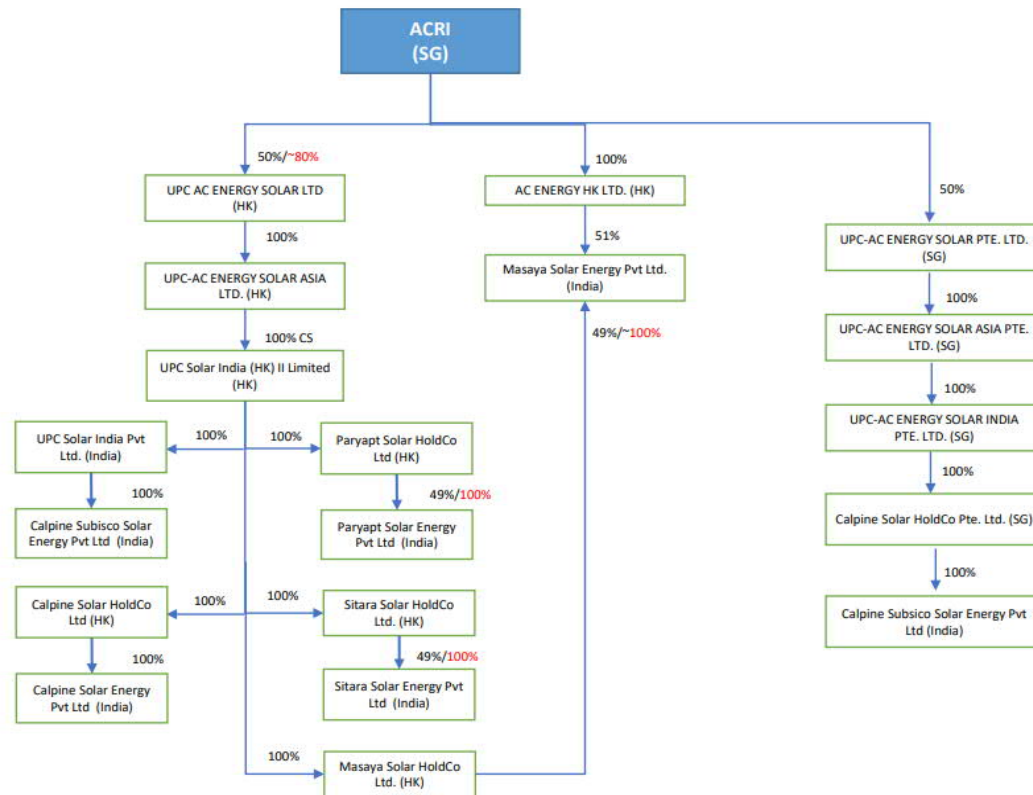 ACRI
(SG)
50%/~80%
100%
50%
UPC AC ENERGY SOLAR LTD
(HK)
AC ENERGY HK LTD. (HK)
100%
51%
UPC-AC ENERGY SOLAR PTE. LTD.
(SG)
UPC-AC ENERGY SOLAR ASIA
LTD. (HK)
Masaya Solar Energy Pvt Ltd.
(India)
100%
100% CS
49%/~100%
UPC-AC ENERGY SOLAR ASIA PTE.
LTD. (SG)
UPC Solar India (HK) II Limited
(HK)
100%
UPC-AC ENERGY SOLAR INDIA
PTE. LTD. (SG)
UPC Solar India Pvt
Ltd. (India)
100%
100%
Paryapt Solar HoldCo
Ltd (HK)
100%
100%
49%/100%
Calpine Subisco Solar
Energy Pvt Ltd (India)
Paryapt Solar Energy
Pvt Ltd (India)
Calpine Solar HoldCo Pte. Ltd. (SG)
100%
Calpine Solar HoldCo
Ltd (HK)
100%
100%
Sitara Solar HoldCo
Ltd. (HK)
Calpine Subsico Solar Energy Pvt
Ltd (India)
100%
49%/100%
Calpine Solar Energy
Pvt Ltd (India)
Sitara Solar Energy Pvt
Ltd (India)
100%
Masaya Solar HoldCo
Ltd. (HK)